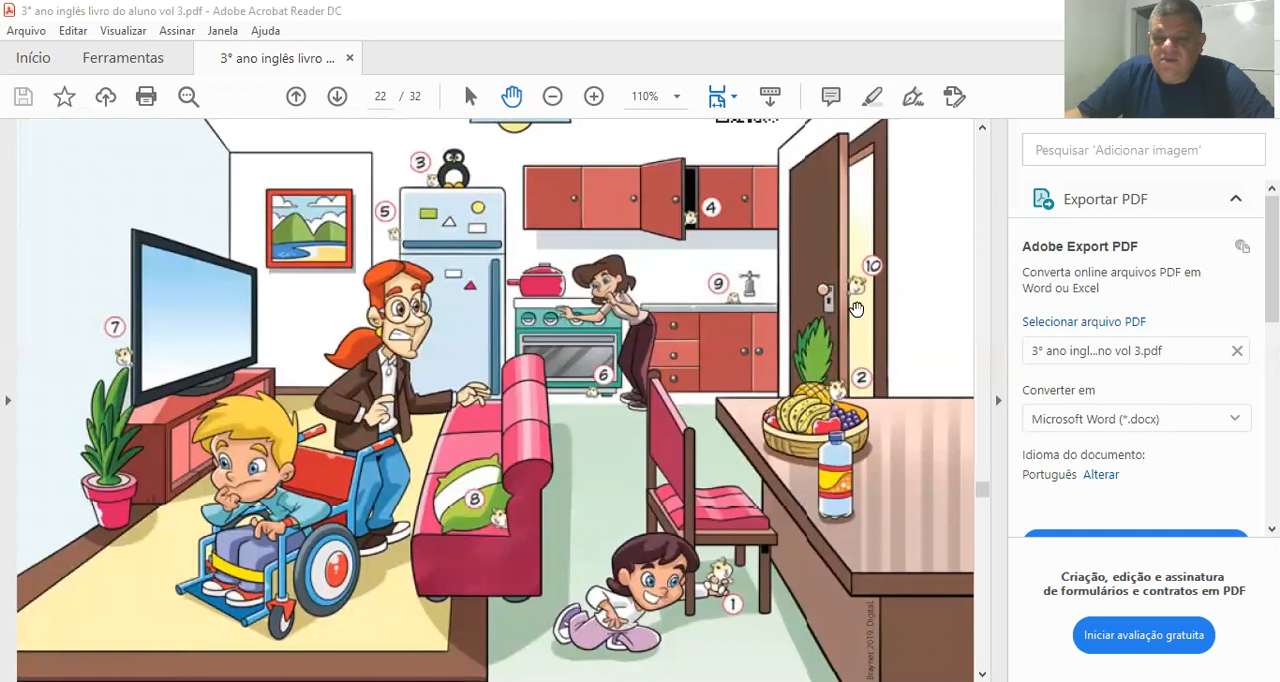 3° ano inglês livro do aluno vol 3.pdf - Adobe Acrobat Reader DC
Arquivo Editar Visualizar Assinar Janela Ajuda
Início Ferramentas 3° ano inglês livro ... ×
22 / 32 110%
Pesquisar 'Adicionar imagem'
Exportar PDF
Adobe Export PDF
Converta online arquivos PDF em
Word ou Excel
Selecionar arquivo PDF
3° ano ingl...no vol 3.pdf
Converter em
Microsoft Word (*.docx)
Idioma do documento:
Português Alterar
Criação, edição e assinatura
de formulários e contratos em PDF
Iniciar avaliação gratuita
3
5
4
10
9
7
6
2
8
1
2019. Digital.